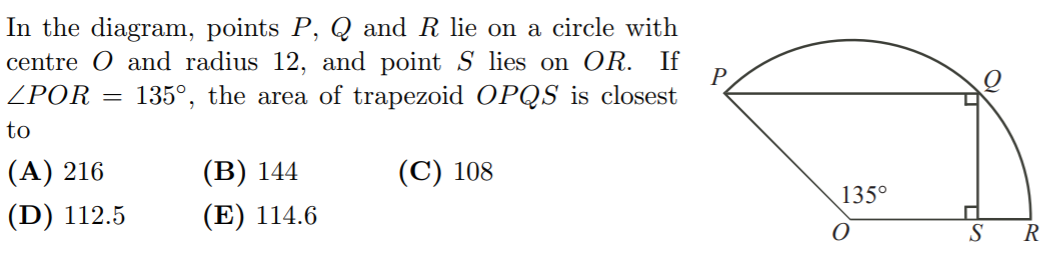 In the diagram, points P, Q and R lie on a circle with
centre O and radius 12, and point S lies on OR. If
∠POR = 135°, the area of trapezoid OPQS is closest
to
(A) 216 (B) 144 (C) 108
(D) 112.5 (E) 114.6
P
Q
135°
O
S
R